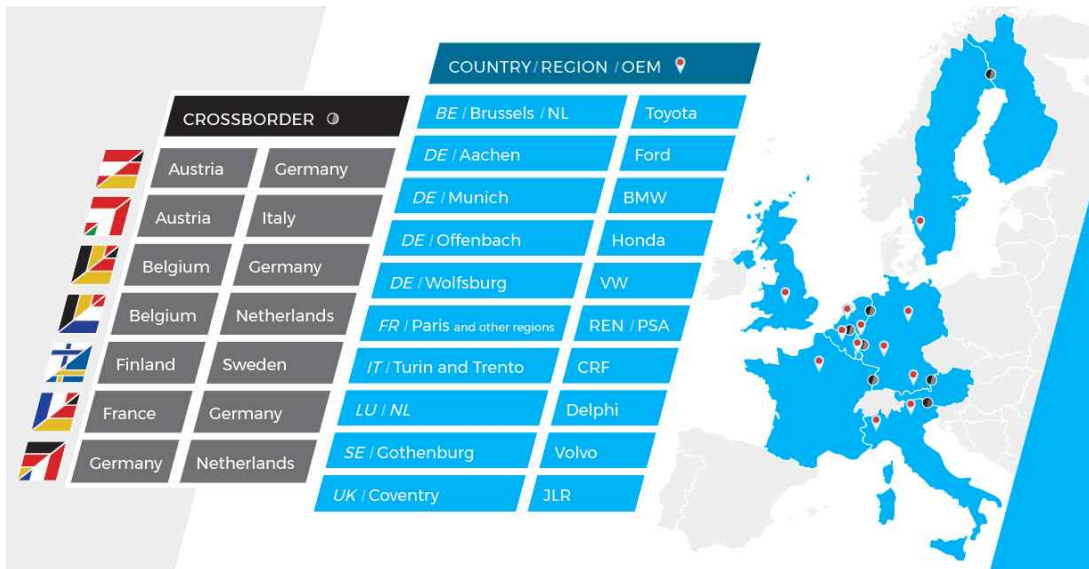 CROSSBORDER
Austria Germany
Austria Italy
Belgium Germany
Belgium Netherlands
Finland Sweden
France Germany
Germany Netherlands
COUNTRY / REGION / OEM
BE / Brussels / NL Toyota
DE / Aachen Ford
DE / Munich BMW
DE / Offenbach Honda
DE / Wolfsburg VW
FR / Paris and other regions REN / PSA
IT / Turin and Trento CRF
LU / NL Delphi
SE / Gothenburg Volvo
UK / Coventry JLR